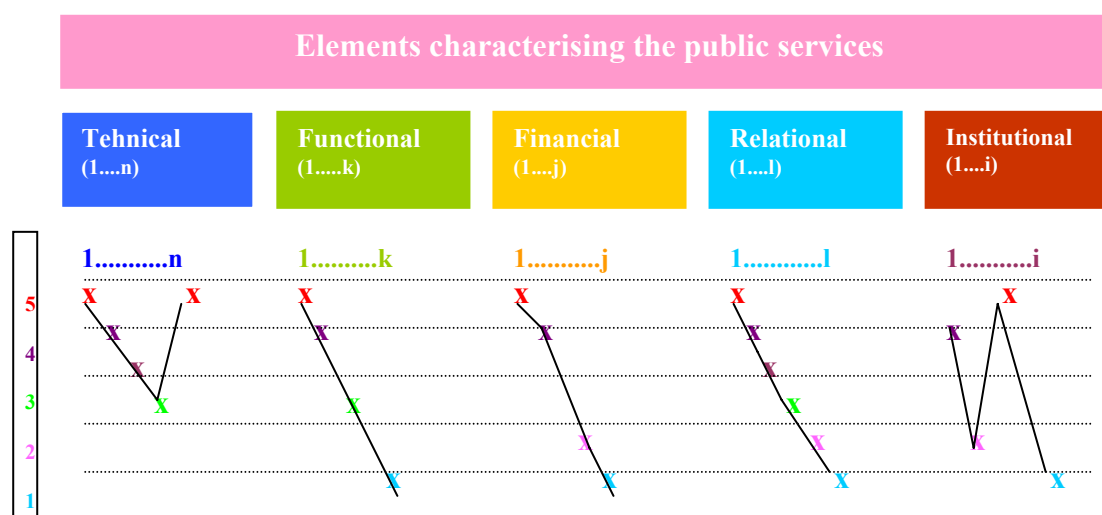 Elements characterising the public services
Tehnical
(1....n)
Functional
(1.....k)
Financial
(1....j)
Relational
(1....l)
Institutional
(1....i)
1...........n
1..........k
1...........j
1............l
1...........i
5
X X X X X
X X X X X
4
X X
3
X X X
2
X X X
X X X X
1